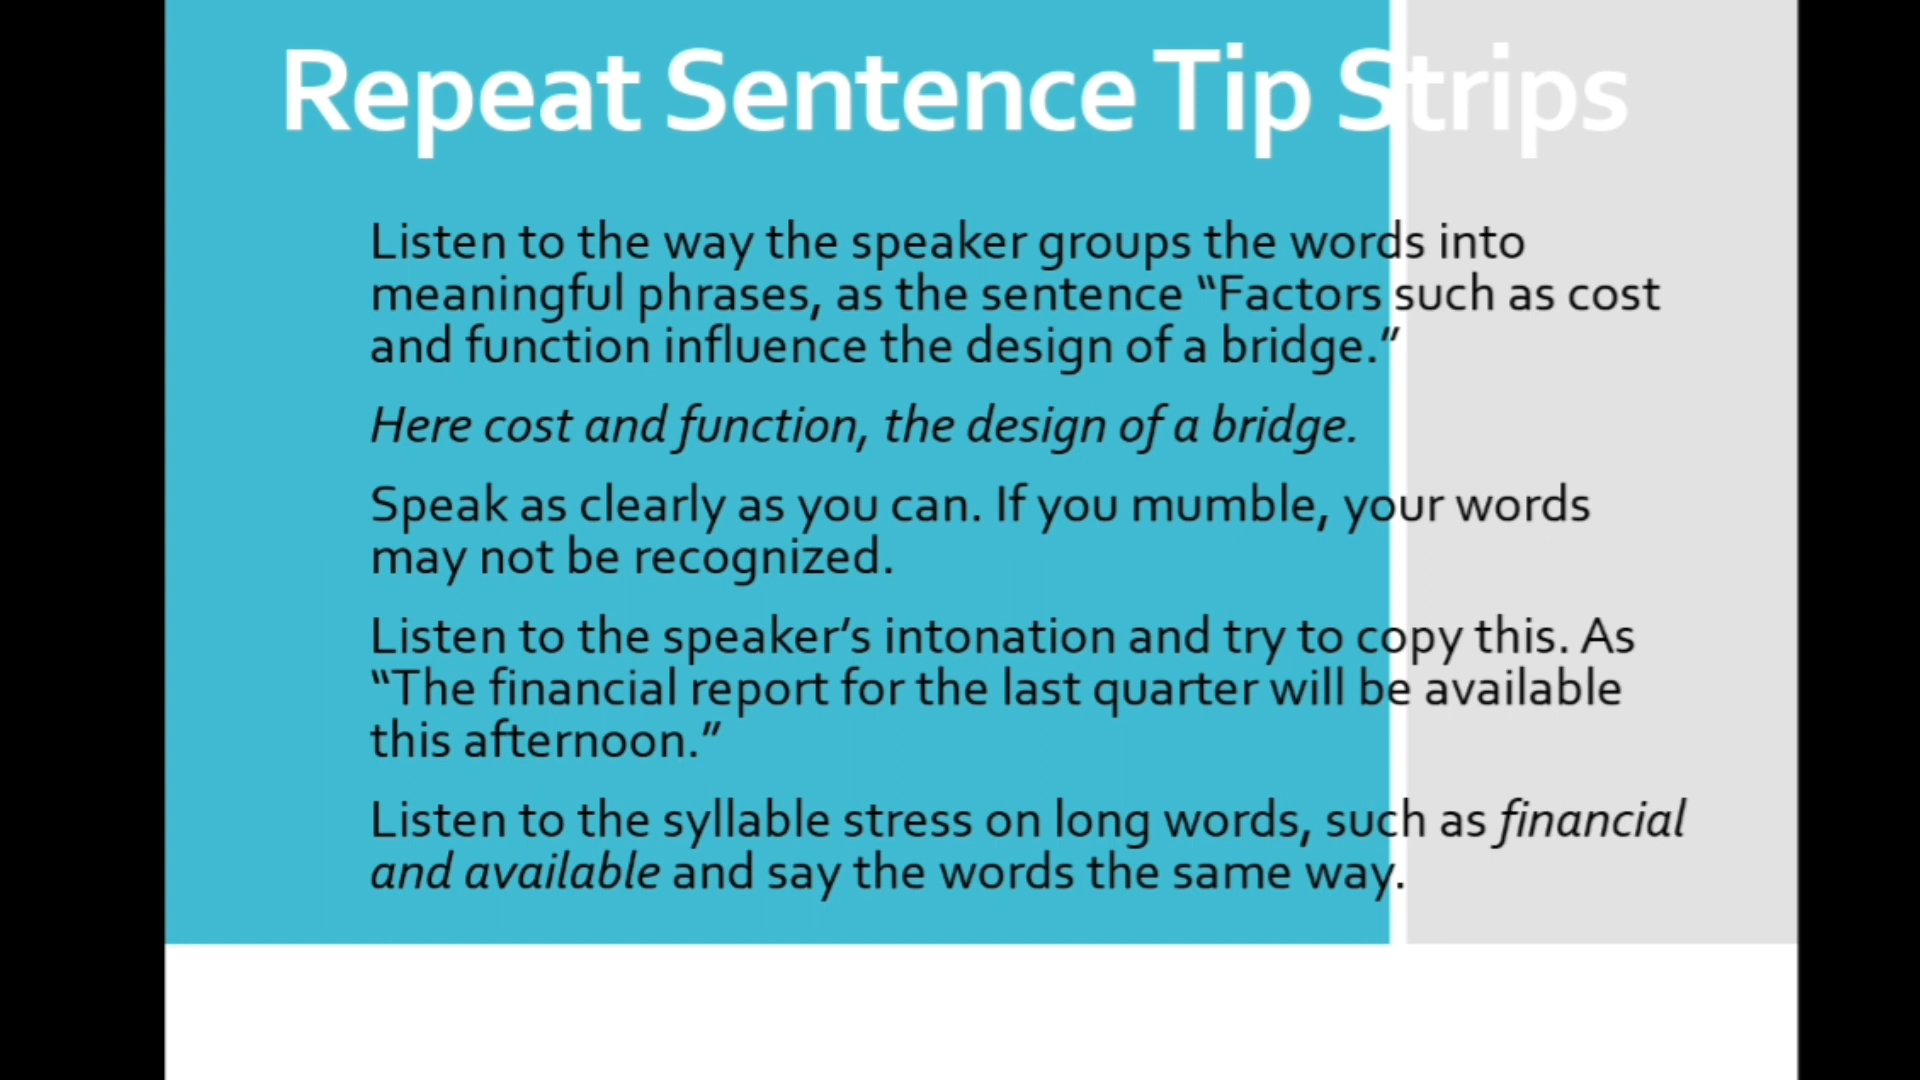 Repeat Sentence Tip Strips
Listen to the way the speaker groups the words into
meaningful phrases, as the sentence “Factors such as cost
and function influence the design of a bridge.”
Here cost and function, the design of a bridge.
Speak as clearly as you can. If you mumble, your words
may not be recognized.
Listen to the speaker’s intonation and try to copy this. As
“The financial report for the last quarter will be available
this afternoon.”
Listen to the syllable stress on long words, such as financial
and available and say the words the same way.